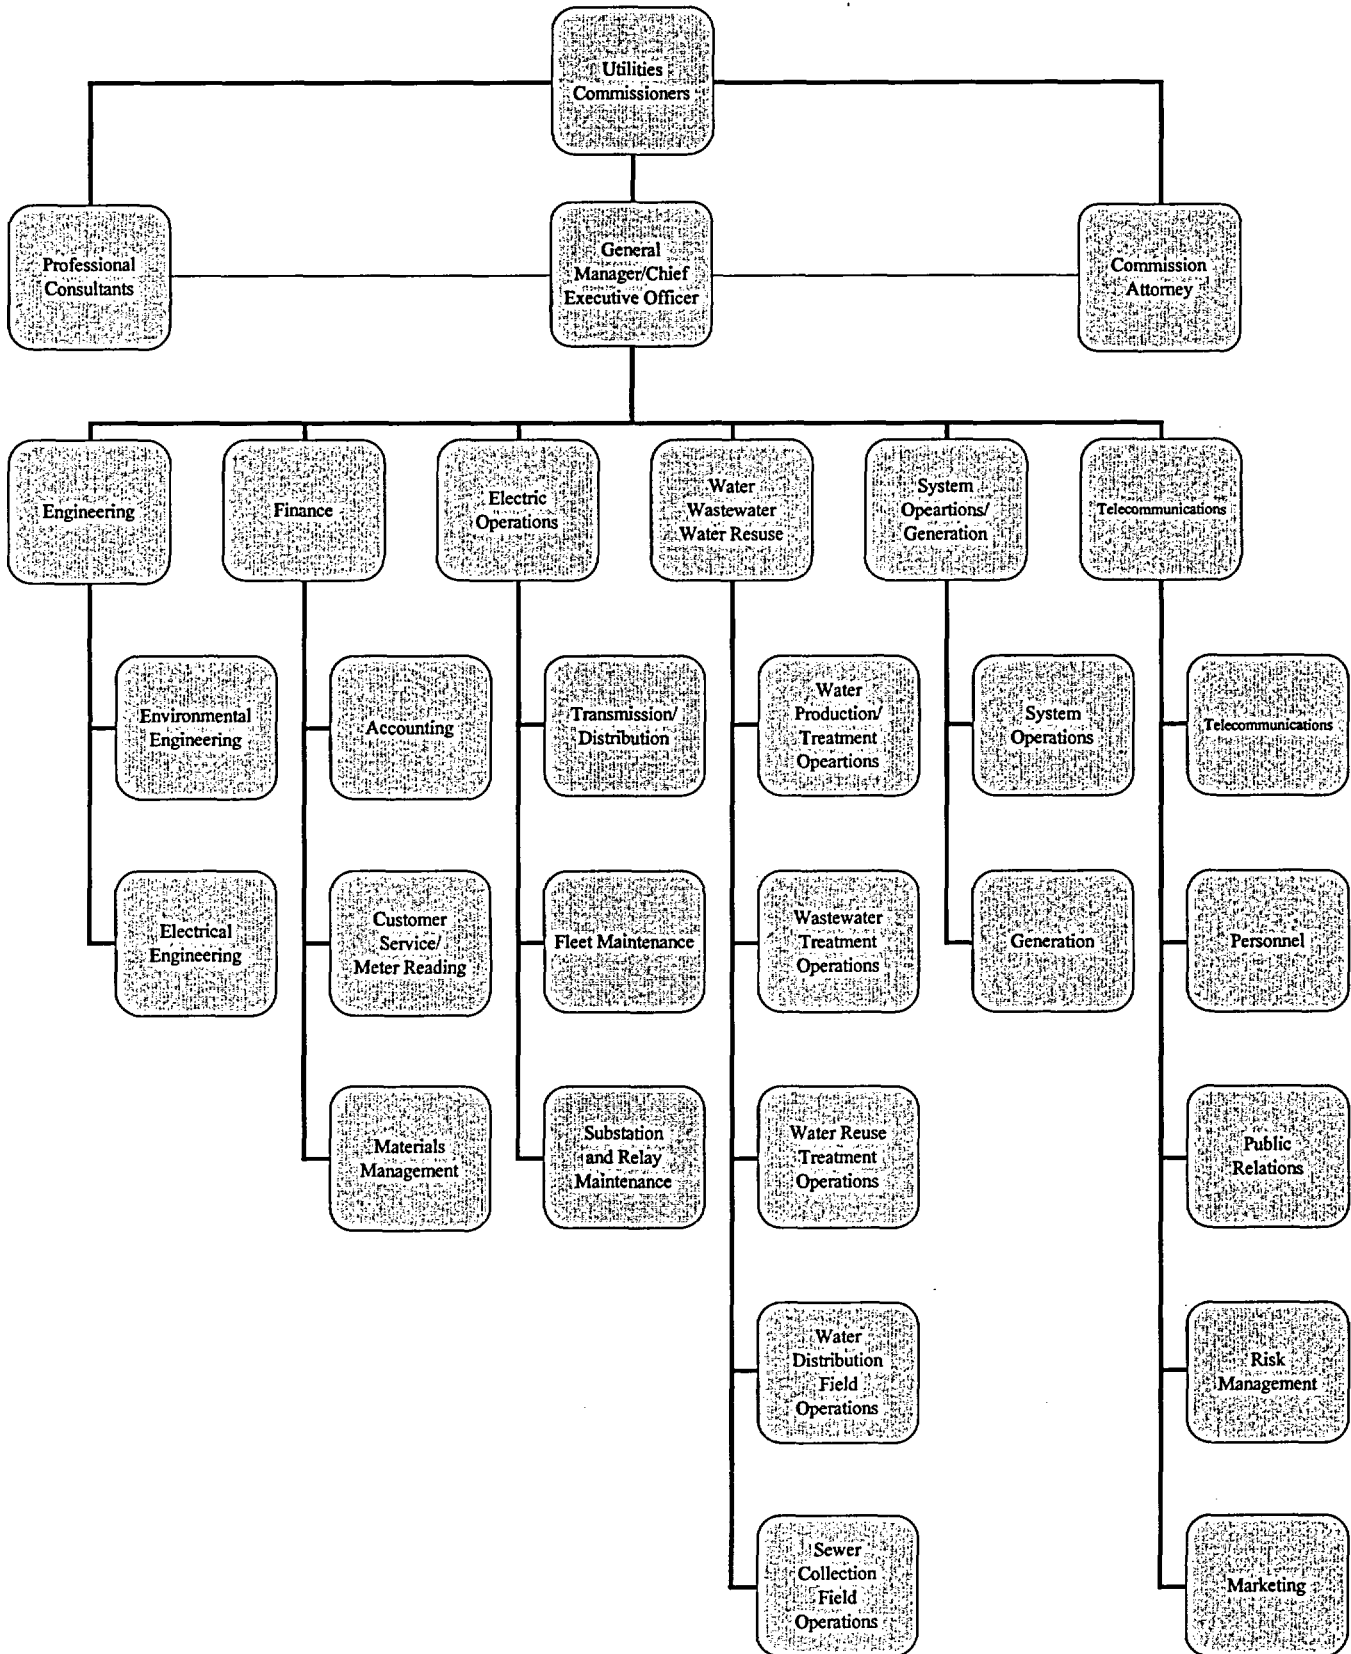 Utilities
Commissioners
Professional
Consultants
General
Manager/Chief
Executive Officer
Commission
Attorney
Engineering
Finance
Electric
Operations
Water
Wastewater
Water Resuse
System
Opeartions/
Generation
Telecommunications
Environmental
Engineering
Accounting
Transmission/
Distribution
Water
Production/
Treatment
Opeartions
System
Operations
Telecommunications
Electrical
Engineering
Customer
Service/
Meter Reading
Fleet Maintenance
Wastewater
Treatment
Operations
Generation
Personnel
Materials
Management
Substation
and Relay
Maintenance
Water Reuse
Treatment
Operations
Public
Relations
Water
Distribution
Field
Operations
Risk
Management
Sewer
Collection
Field
Operations
Marketing